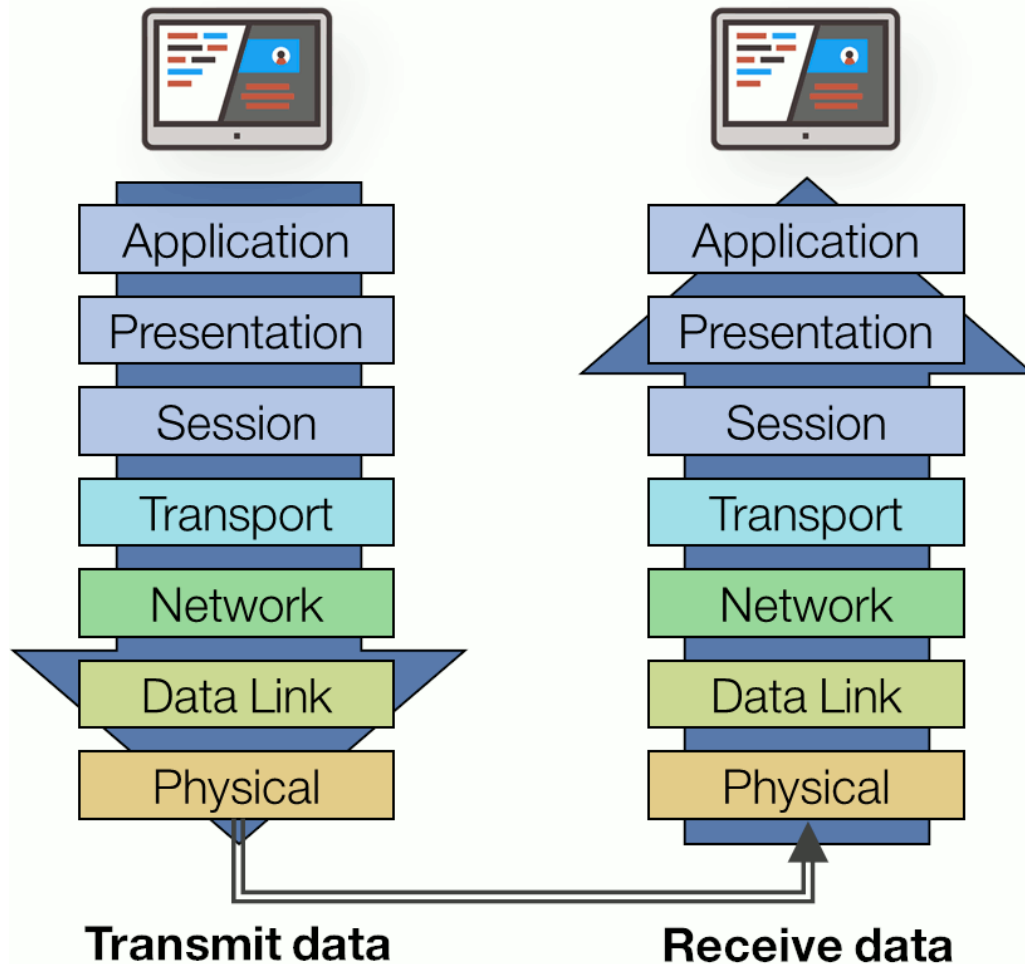 Application
Presentation
Session
Transport
Network
Data Link
Physical
Transmit data
Application
Presentation
Session
Transport
Network
Data Link
Physical
Receive data